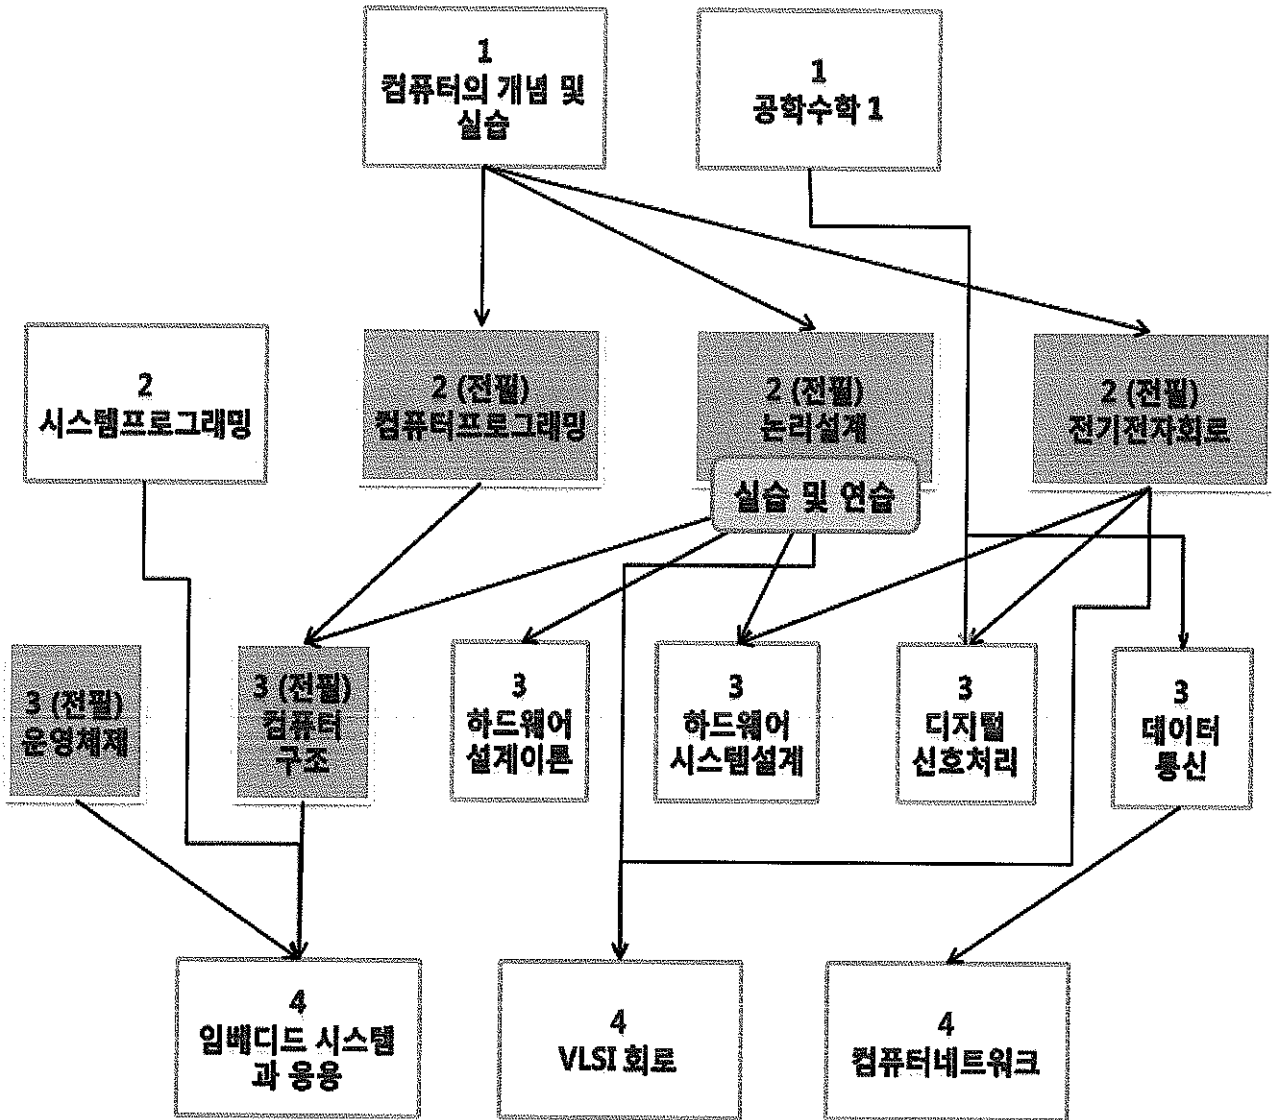 1
컴퓨터의 개념 및
실습
1
공학수학 1
2
시스템프로그래밍
2 (전필)
컴퓨터프로그래밍
2 (전필)
논리설계
실습 및 연습
2 (전필)
전기전자회로
3 (전필)
운영체제
3 (전필)
컴퓨터
구조
3
하드웨어
설계이론
3
하드웨어
시스템설계
3
디지털
신호처리
3
데이터
통신
4
임베디드 시스템
과 응용
4
VLSI 회로
4
컴퓨터네트워크